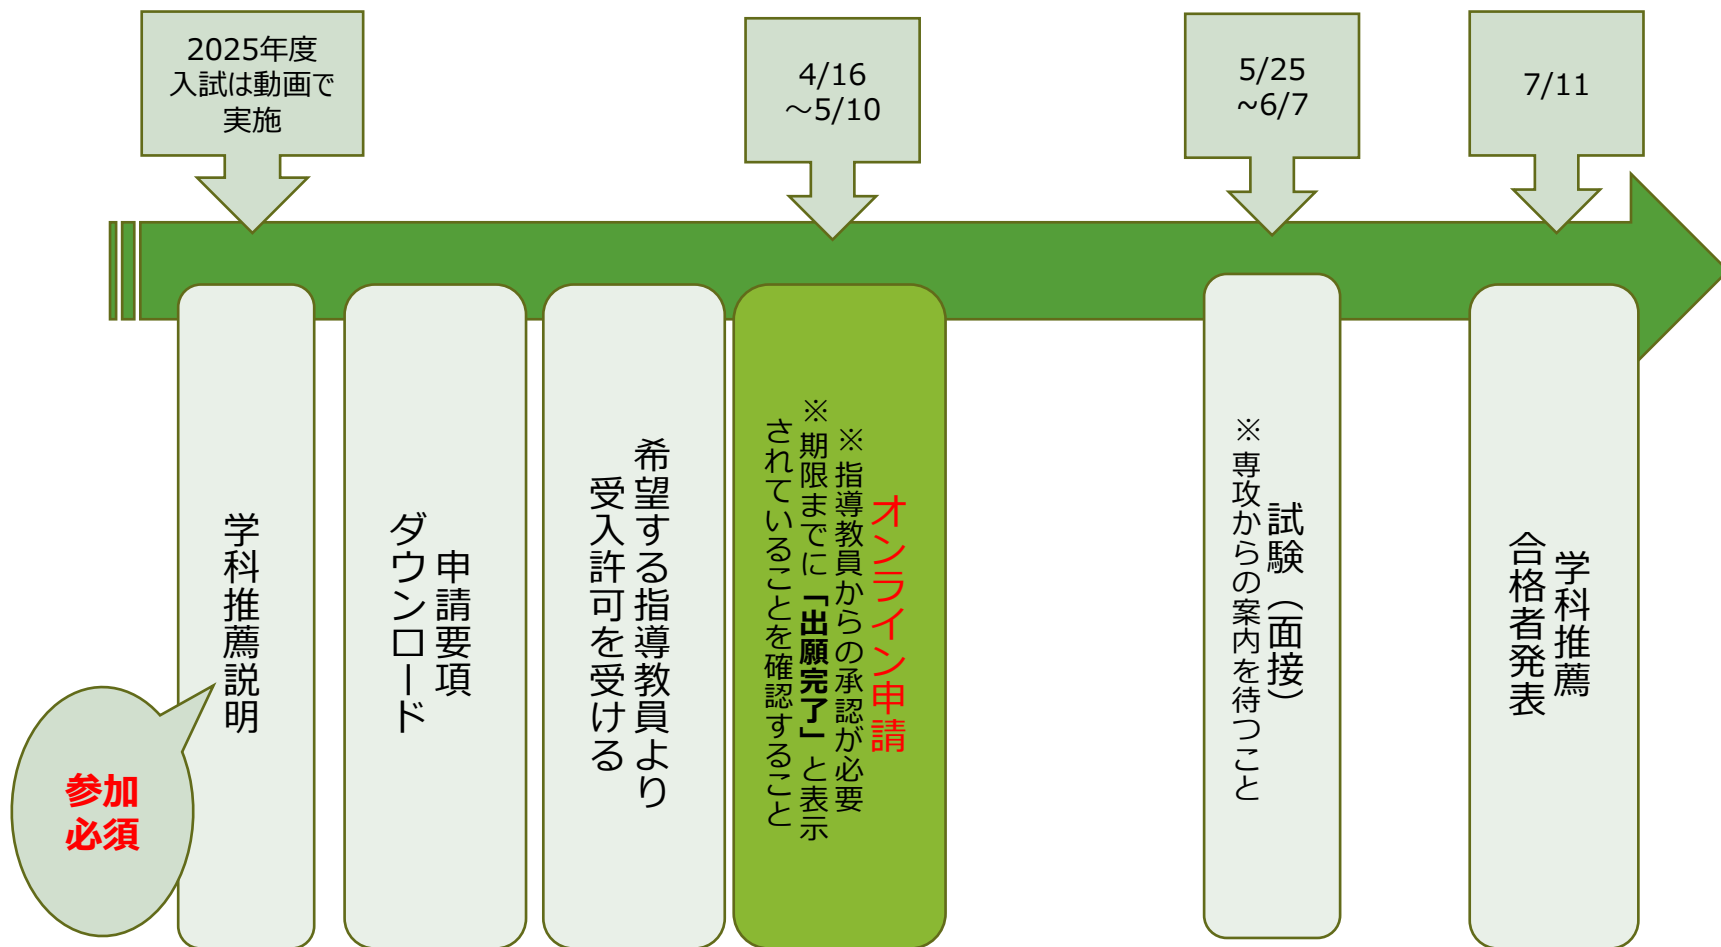 2025年度
入試は動画で
実施
4/16
～5/10
5/25
~6/7
7/11
学科推薦説明
参加
必須
申請要項
ダウンロード
希望する指導教員より
受入許可を受ける
オンライン申請
※指導教員からの承認が必要
※期限までに「出願完了」と表示
されていることを確認すること
試験（面接）
※専攻からの案内を待つこと
学科推薦
合格者発表